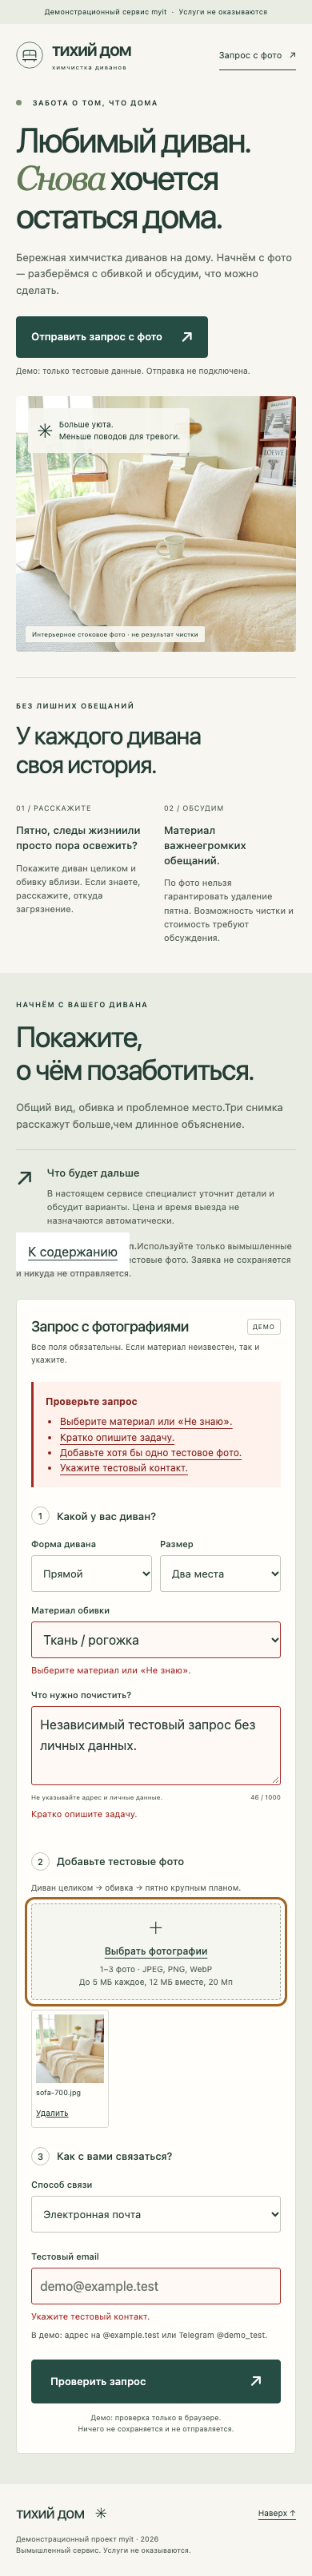 Демонстрационный сервис myit · Услуги не оказываются
тихий дом
химчистка диванов
Запрос с фото ↗
ЗАБОТА О ТОМ, ЧТО ДОМА
Любимый диван.
Снова хочется
остаться дома.
Бережная химчистка диванов на дому. Начнём с фото
— разберёмся с обивкой и обсудим, что можно
сделать.
Отправить запрос с фото ↗
Демо: только тестовые данные. Отправка не подключена.
Больше уюта.
Меньше поводов для тревоги.
LOEWE
Интерьерное стоковое фото · не результат чистки
БЕЗ ЛИШНИХ ОБЕЩАНИЙ
У каждого дивана
своя история.
01 / РАССКАЖИТЕ
Пятно, следы жизниили
просто пора освежить?
Покажите диван целиком и
обивку вблизи. Если знаете,
расскажите, откуда
загрязнение.
02 / ОБСУДИМ
Материал
важнеегромких
обещаний.
По фото нельзя
гарантировать удаление
пятна. Возможность чистки и
стоимость требуют
обсуждения.
НАЧНЁМ С ВАШЕГО ДИВАНА
Покажите,
о чём позаботиться.
Общий вид, обивка и проблемное место.Три снимка
расскажут больше,чем длинное объяснение.
↗ Что будет дальше
В настоящем сервисе специалист уточнит детали и
обсудит варианты. Цена и время выезда не
назначаются автоматически.
К содержанию
Используйте только вымышленные
фото. Заявка не сохраняется
и никуда не отправляется.
Запрос с фотографиями
ДЕМО
Все поля обязательны. Если материал неизвестен, так и
укажите.
Проверьте запрос
• Выберите материал или «Не знаю».
• Кратко опишите задачу.
• Добавьте хотя бы одно тестовое фото.
• Укажите тестовый контакт.
1 Какой у вас диван?
Форма дивана
Прямой
Размер
Два места
Материал обивки
Ткань / рогожка
Выберите материал или «Не знаю».
Что нужно почистить?
Независимый тестовый запрос без
личных данных.
Не указывайте адрес и личные данные. 46 / 1000
Кратко опишите задачу.
2 Добавьте тестовые фото
Диван целиком → обивка → пятно крупным планом.
+
Выбрать фотографии
1–3 фото · JPEG, PNG, WebP
До 5 МБ каждое, 12 МБ вместе, 20 Мп
sofa-700.jpg
Удалить
3 Как с вами связаться?
Способ связи
Электронная почта
Тестовый email
demo@example.test
Укажите тестовый контакт.
В демо: адрес на @example.test или Telegram @demo_test.
Проверить запрос ↗
Демо: проверка только в браузере.
Ничего не сохраняется и не отправляется.
тихий дом
Наверх ↑
Демонстрационный проект myit · 2026
Вымышленный сервис. Услуги не оказываются.